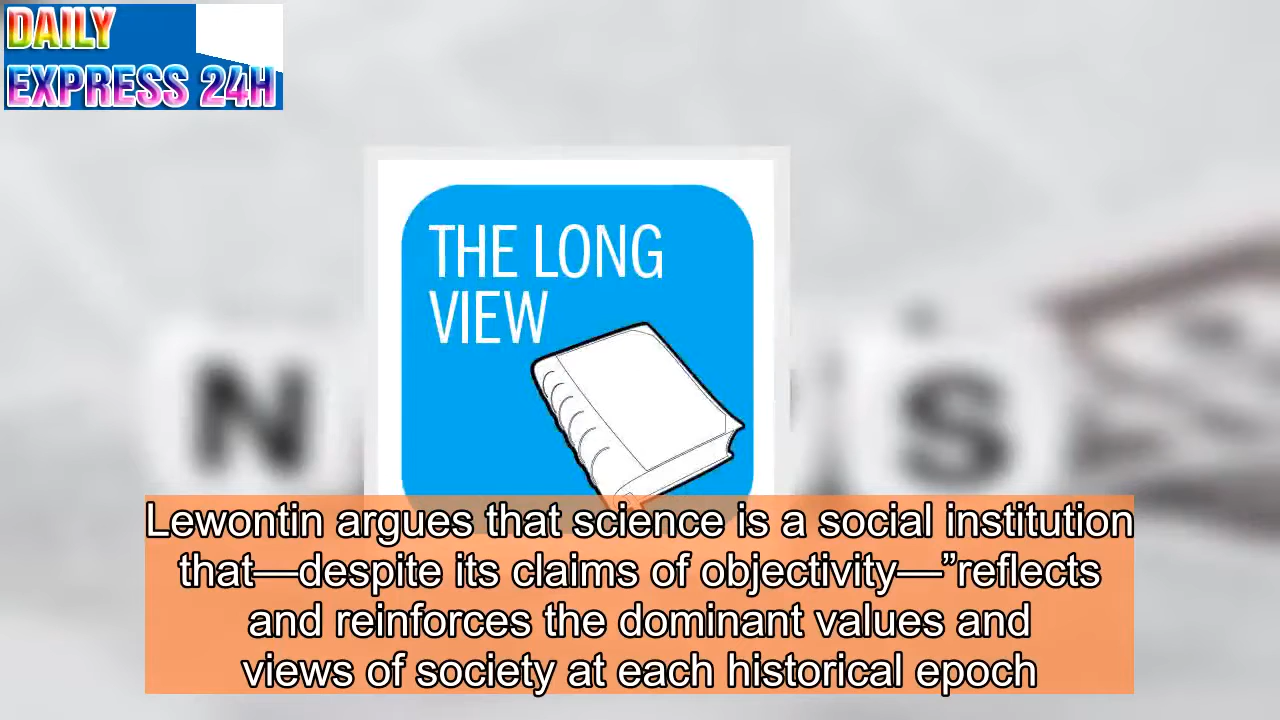 DAILY
EXPRESS 24H
THE LONG
VIEW
N
S
Lewontin argues that science is a social institution
that—despite its claims of objectivity—”reflects
and reinforces the dominant values and
views of society at each historical epoch